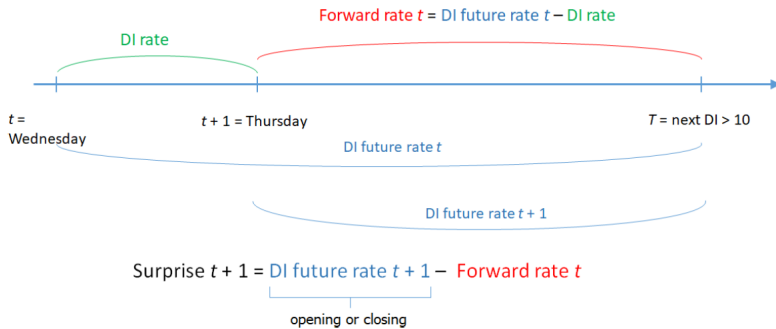 Forward rate t = DI future rate t – DI rate
DI rate
t =
Wednesday
t + 1 = Thursday
T = next DI > 10
DI future rate t
DI future rate t + 1
Surprise t + 1 = DI future rate t + 1 – Forward rate t
opening or closing